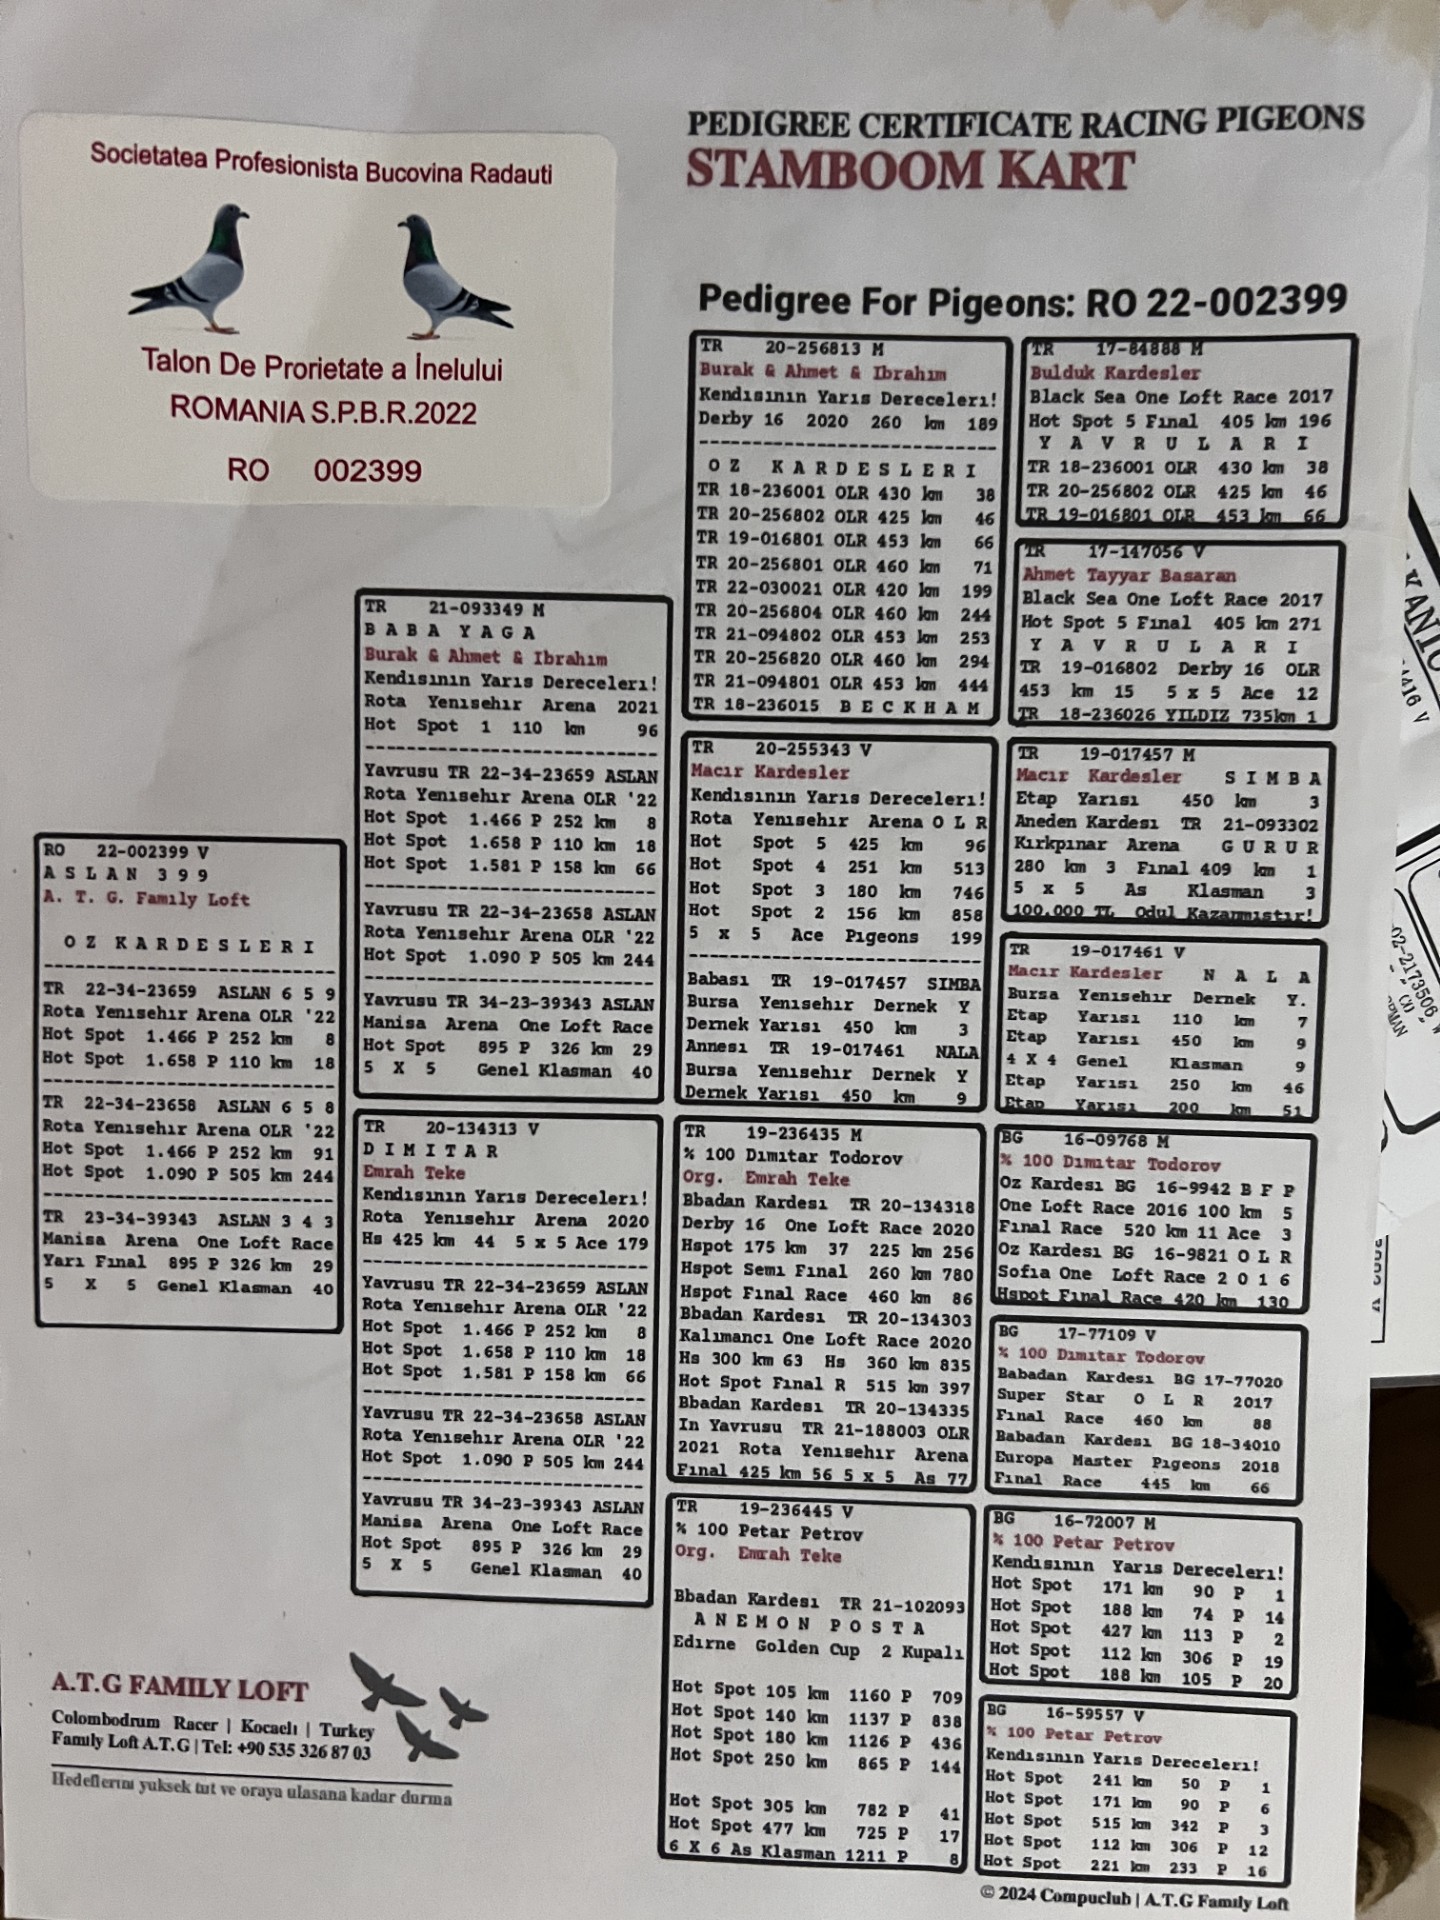 Societatea Profesionista Bucovina Radauti
Talon De Prorietate a İnelului
ROMANIA S.P.B.R.2022
RO 002399
PEDIGREE CERTIFICATE RACING PIGEONS
STAMBOOM KART
Pedigree For Pigeons: RO 22-002399
RO 22-002399 V
A S L A N 3 9 9
A. T. G. Famıly Loft
O Z K A R D E S L E R I
------------------------
TR 22-34-23659 ASLAN 6 5 9
Rota Yenısehır Arena OLR '22
Hot Spot 1.466 P 252 km 8
Hot Spot 1.658 P 110 km 18
------------------------
TR 22-34-23658 ASLAN 6 5 8
Rota Yenısehır Arena OLR '22
Hot Spot 1.466 P 252 km 91
Hot Spot 1.090 P 505 km 244
------------------------
TR 23-34-39343 ASLAN 3 4 3
Manısa Arena One Loft Race
Yarı Fınal 895 P 326 km 29
5 X 5 Genel Klasman 40
TR 21-093349 M
B A B A Y A G A
Burak & Ahmet & Ibrahım
Kendısının Yarıs Derecelerı!
Rota Yenısehır Arena 2021
Hot Spot 1 110 km 96
------------------------
Yavrusu TR 22-34-23659 ASLAN
Rota Yenısehır Arena OLR '22
Hot Spot 1.466 P 252 km 8
Hot Spot 1.658 P 110 km 18
Hot Spot 1.581 P 158 km 66
------------------------
Yavrusu TR 22-34-23658 ASLAN
Rota Yenısehır Arena OLR '22
Hot Spot 1.090 P 505 km 244
------------------------
Yavrusu TR 34-23-39343 ASLAN
Manısa Arena One Loft Race
Hot Spot 895 P 326 km 29
5 X 5 Genel Klasman 40
TR 20-134313 V
D I M I T A R
Emrah Teke
Kendısının Yarıs Derecelerı!
Rota Yenısehır Arena 2020
Hs 425 km 44 5 x 5 Ace 179
------------------------
Yavrusu TR 22-34-23659 ASLAN
Rota Yenısehır Arena OLR '22
Hot Spot 1.466 P 252 km 8
Hot Spot 1.658 P 110 km 18
Hot Spot 1,581 P 158 km 66
------------------------
Yavrusu TR 22-34-23658 ASLAN
Rota Yenısehır Arena OLR '22
Hot Spot 1.090 P 505 km 244
------------------------
Yavrusu TR 34-23-39343 ASLAN
Manısa Arena One Loft Race
Hot Spot 895 P 326 km 29
5 X 5 Genel Klasman 40
TR 20-256813 M
Burak & Ahmet & Ibrahım
Kendısının Yarıs Derecelerı!
Derby 16 2020 260 km 189
------------------------
O Z K A R D E S L E R I
TR 18-236001 OLR 430 km 38
TR 20-256802 OLR 425 km 46
TR 19-016801 OLR 453 km 66
TR 20-256801 OLR 460 km 71
TR 22-030021 OLR 420 km 199
TR 20-256804 OLR 460 km 244
TR 21-094802 OLR 453 km 253
TR 20-256820 OLR 460 km 294
TR 21-094801 OLR 453 km 444
TR 18-236015 B E C K H A M
TR 20-255343 V
Macır Kardesler
Kendısının Yarıs Derecelerı!
Rota Yenısehır Arena O L R
Hot Spot 5 425 km 96
Hot Spot 4 251 km 513
Hot Spot 3 180 km 746
Hot Spot 2 156 km 858
5 x 5 Ace Pıgeons 199
------------------------
Babası TR 19-017457 SIMBA
Bursa Yenısehır Dernek Y
Dernek Yarısı 450 km 3
Annesı TR 19-017461 NALA
Bursa Yenısehır Dernek Y
Dernek Yarısı 450 km 9
TR 19-236435 M
% 100 Dımıtar Todorov
Org. Emrah Teke
Bbadan Kardesı TR 20-134318
Derby 16 One Loft Race 2020
Hspot 175 km 37 225 km 256
Hspot Semı Fınal 260 km 780
Hspot Fınal Race 460 km 86
Bbadan Kardesı TR 20-134303
Kalımancı One Loft Race 2020
Hs 300 km 63 Hs 360 km 835
Hot Spot Fınal R 515 km 397
Bbadan Kardesı TR 20-134335
In Yavrusu TR 21-188003 OLR
2021 Rota Yenısehır Arena
Fınal 425 km 56 5 x 5 As 77
TR 19-236445 V
% 100 Petar Petrov
Org. Emrah Teke
Bbadan Kardesı TR 21-102093
A N E M O N P O S T A
Edırne Golden Cup 2 Kupalı
Hot Spot 105 km 1160 P 709
Hot Spot 140 km 1137 P 838
Hot Spot 180 km 1126 P 436
Hot Spot 250 km 865 P 144
Hot Spot 305 km 782 P 41
Hot Spot 477 km 725 P 17
6 X 6 As Klasman 1211 P 8
TR 17-84888 M
Bulduk Kardesler
Black Sea One Loft Race 2017
Hot Spot 5 Fınal 405 km 196
Y A V R U L A R I
TR 18-236001 OLR 430 km 38
TR 20-256802 OLR 425 km 46
TR 19-016801 OLR 453 km 66
TR 17-147056 V
Ahmet Tayyar Basaran
Black Sea One Loft Race 2017
Hot Spot 5 Fınal 405 km 271
Y A V R U L A R I
TR 19-016802 Derby 16 OLR
453 km 15 5 x 5 Ace 12
TR 18-236026 YILDIZ 735km 1
TR 19-017457 M
Macır Kardesler S I M B A
Etap Yarısı 450 km 3
Aneden Kardesı TR 21-093302
Kırkpınar Arena G U R U R
280 km 3 Fınal 409 km 1
5 x 5 As Klasman 3
100.000 TL Odul Kazanmıstır!
TR 19-017461 V
Macır Kardesler N A L A
Bursa Yenısehır Dernek Y.
Etap Yarısı 110 km 7
Etap Yarısı 450 km 9
4 X 4 Genel Klasman 9
Etap Yarısı 250 km 46
Etap Yarısı 200 km 51
BG 16-09768 M
% 100 Dımıtar Todorov
Oz Kardesı BG 16-9942 B F P
One Loft Race 2016 100 km 5
Fınal Race 520 km 11 Ace 3
Oz Kardesı BG 16-9821 O L R
Sofıa One Loft Race 2 0 1 6
Hspot Fınal Race 420 km 130
BG 17-77109 V
% 100 Dımıtar Todorov
Babadan Kardesı BG 17-77020
Super Star O L R 2017
Fınal Race 460 km 88
Babadan Kardesı BG 18-34010
Europa Master Pıgeons 2018
Fınal Race 445 km 66
BG 16-72007 M
% 100 Petar Petrov
Kendısının Yarıs Derecelerı!
Hot Spot 171 km 90 P 1
Hot Spot 188 km 74 P 14
Hot Spot 427 km 113 P 2
Hot Spot 112 km 306 P 19
Hot Spot 188 km 105 P 20
BG 16-59557 V
% 100 Petar Petrov
Kendısının Yarıs Derecelerı!
Hot Spot 241 km 50 P 1
Hot Spot 171 km 90 P 6
Hot Spot 515 km 342 P 3
Hot Spot 112 km 306 P 12
Hot Spot 221 km 233 P 16
A.T.G FAMILY LOFT
Colombodrum Racer | Kocaelı | Turkey
Famıly Loft A.T.G | Tel: +90 535 326 87 03
Hedeflerını yuksek tut ve oraya ulasana kadar durma
© 2024 Compuclub | A.T.G Famıly Loft